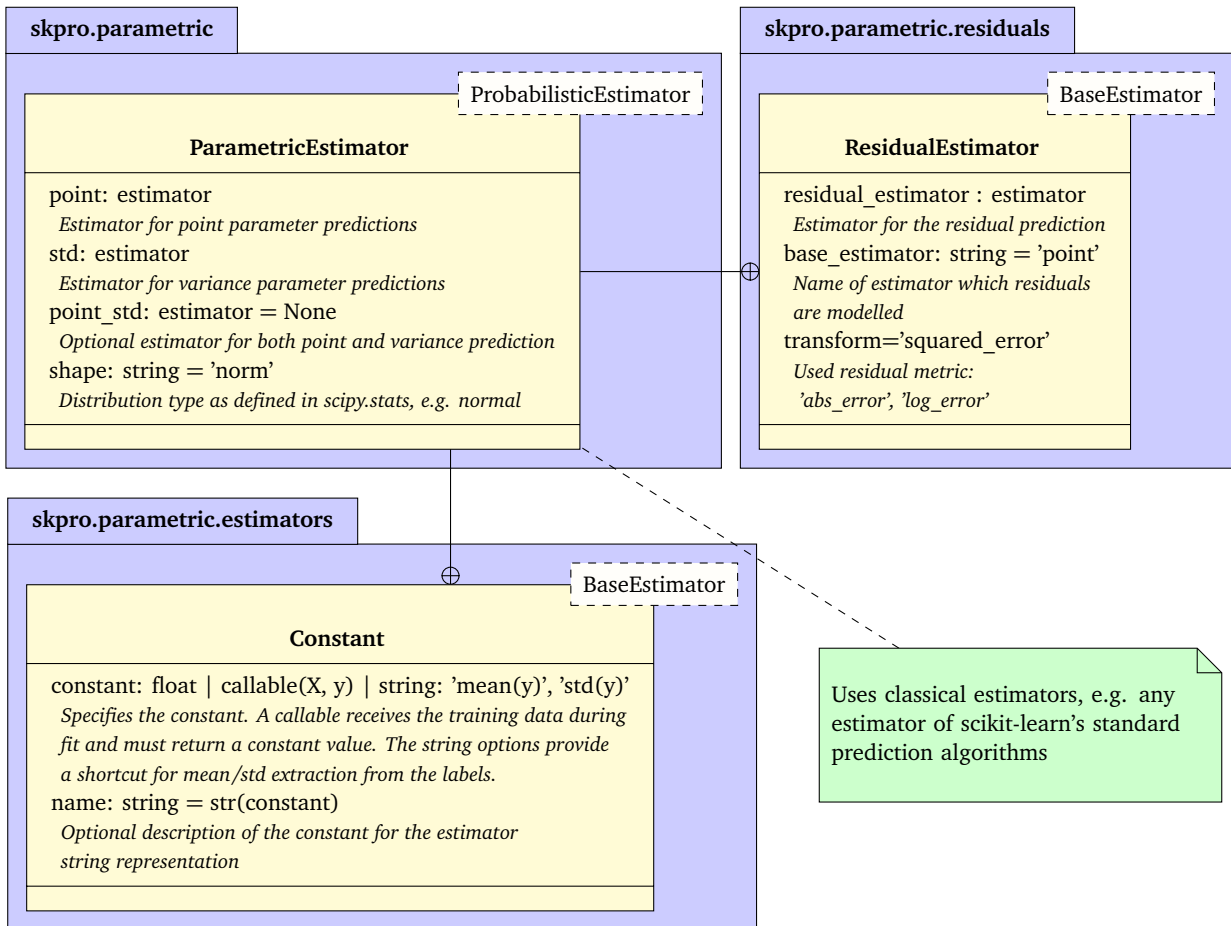 skpro.parametric
ProbabilisticEstimator
ParametricEstimator
point: estimator
Estimator for point parameter predictions
std: estimator
Estimator for variance parameter predictions
point_std: estimator = None
Optional estimator for both point and variance prediction
shape: string = ’norm’
Distribution type as defined in scipy.stats, e.g. normal
skpro.parametric.residuals
BaseEstimator
ResidualEstimator
residual_estimator : estimator
Estimator for the residual prediction
base_estimator: string = ’point’
Name of estimator which residuals
are modelled
transform=’squared_error’
Used residual metric:
’abs_error’, ’log_error’
skpro.parametric.estimators
BaseEstimator
Constant
constant: float | callable(X, y) | string: ’mean(y)’, ’std(y)’
Specifies the constant. A callable receives the training data during
fit and must return a constant value. The string options provide
a shortcut for mean/std extraction from the labels.
name: string = str(constant)
Optional description of the constant for the estimator
string representation
Uses classical estimators, e.g. any
estimator of scikit-learn’s standard
prediction algorithms